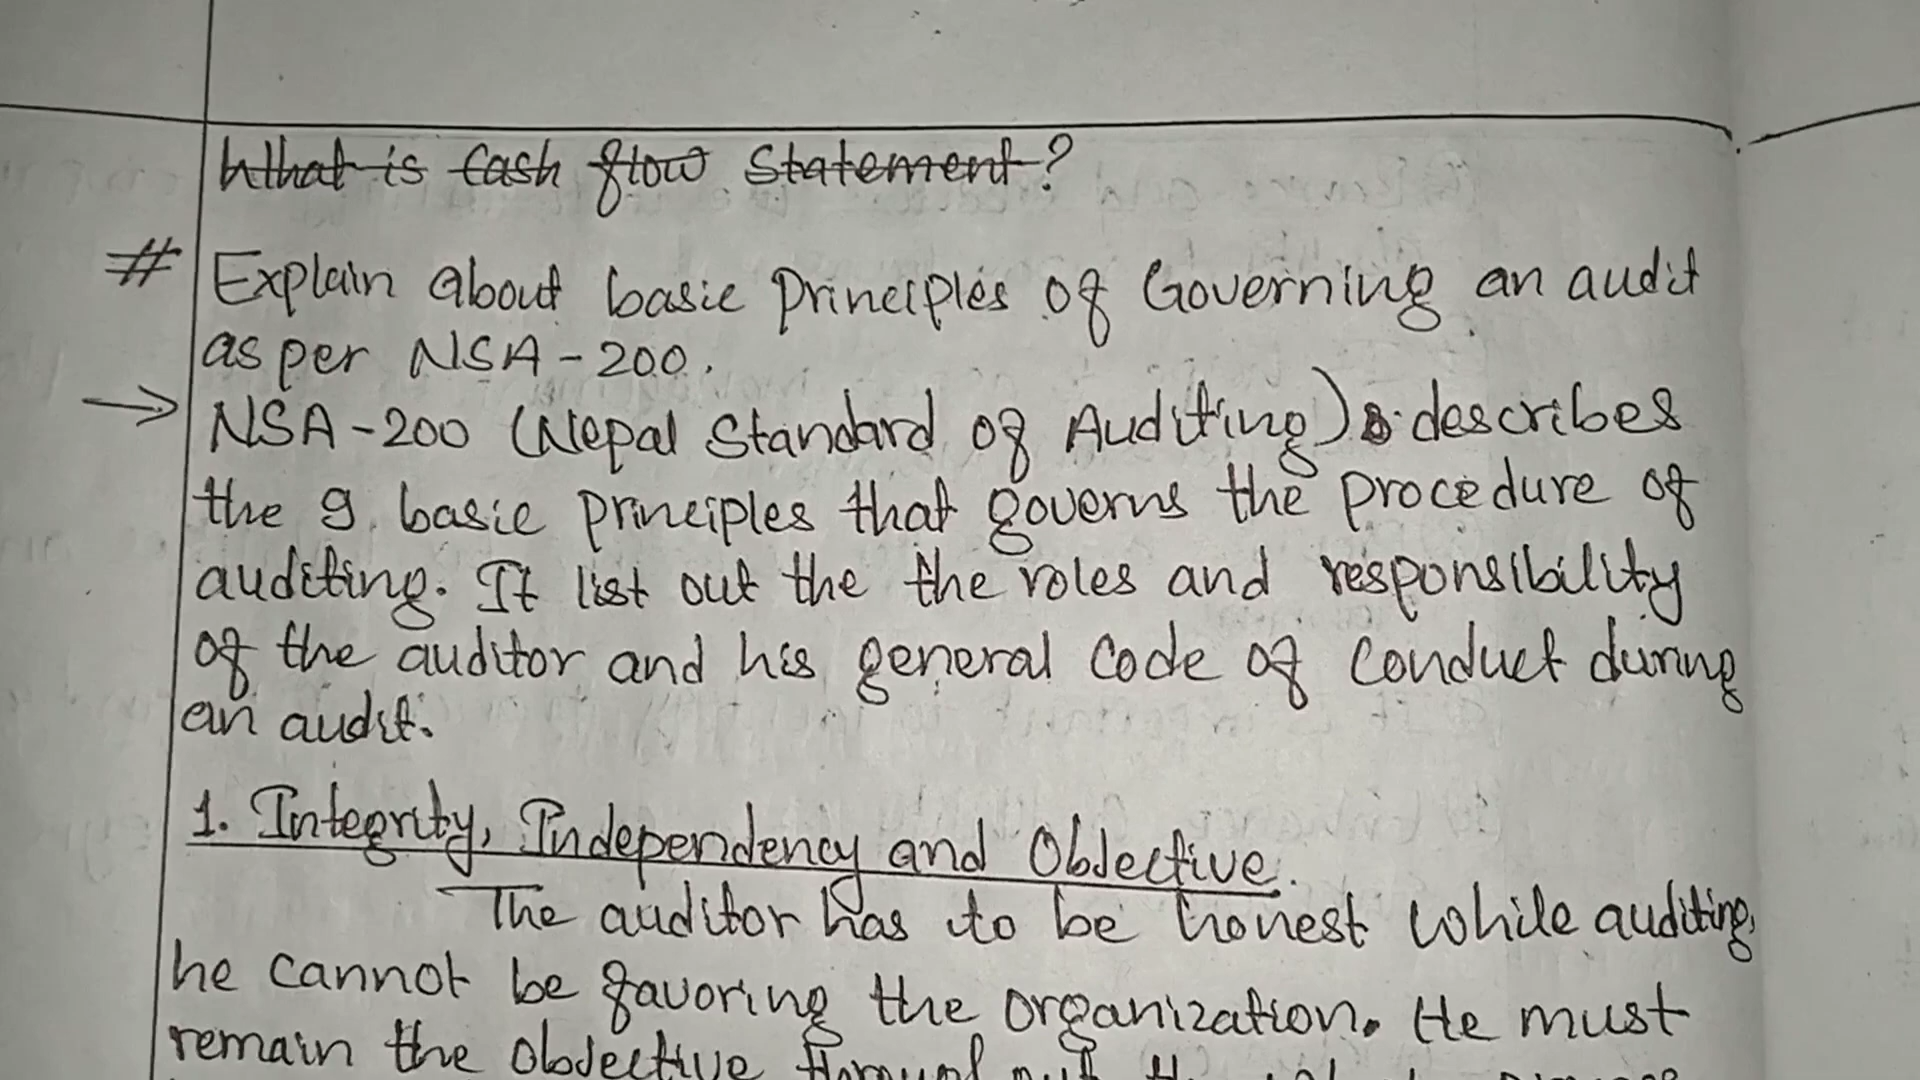 What is Cash flow Statement?
# Explain about basic principles of Governing an audit
as per NSA-200.
→ NSA-200 (Nepal Standard of Auditing) describes
the 9 basic principles that governs the procedure of
auditing. It list out the the roles and responsibility
of the auditor and his general Code of Conduct during
an audit.
1. Integrity, Independency and Objective.
The auditor has to be honest while auditing,
he cannot be favoring the organization. He must
remain the objective